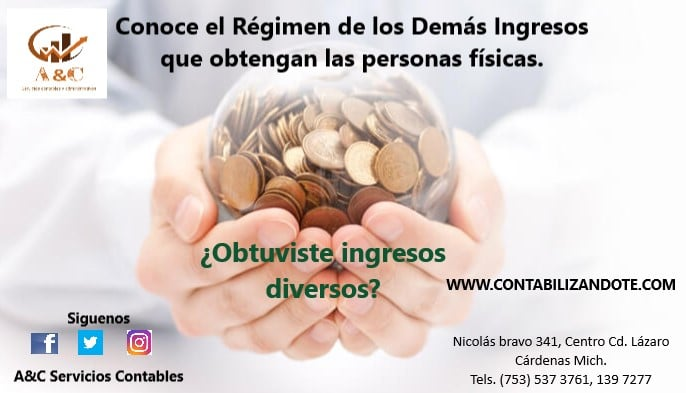 Conoce el Régimen de los Demás Ingresos
que obtengan las personas físicas.
A&C
¿Obtuviste ingresos
diversos?
WWW.CONTABILIZANDOTE.COM
Siguenos
A&C Servicios Contables
Nicolás bravo 341, Centro Cd. Lázaro
Cárdenas Mich.
Tels. (753) 537 3761, 139 7277